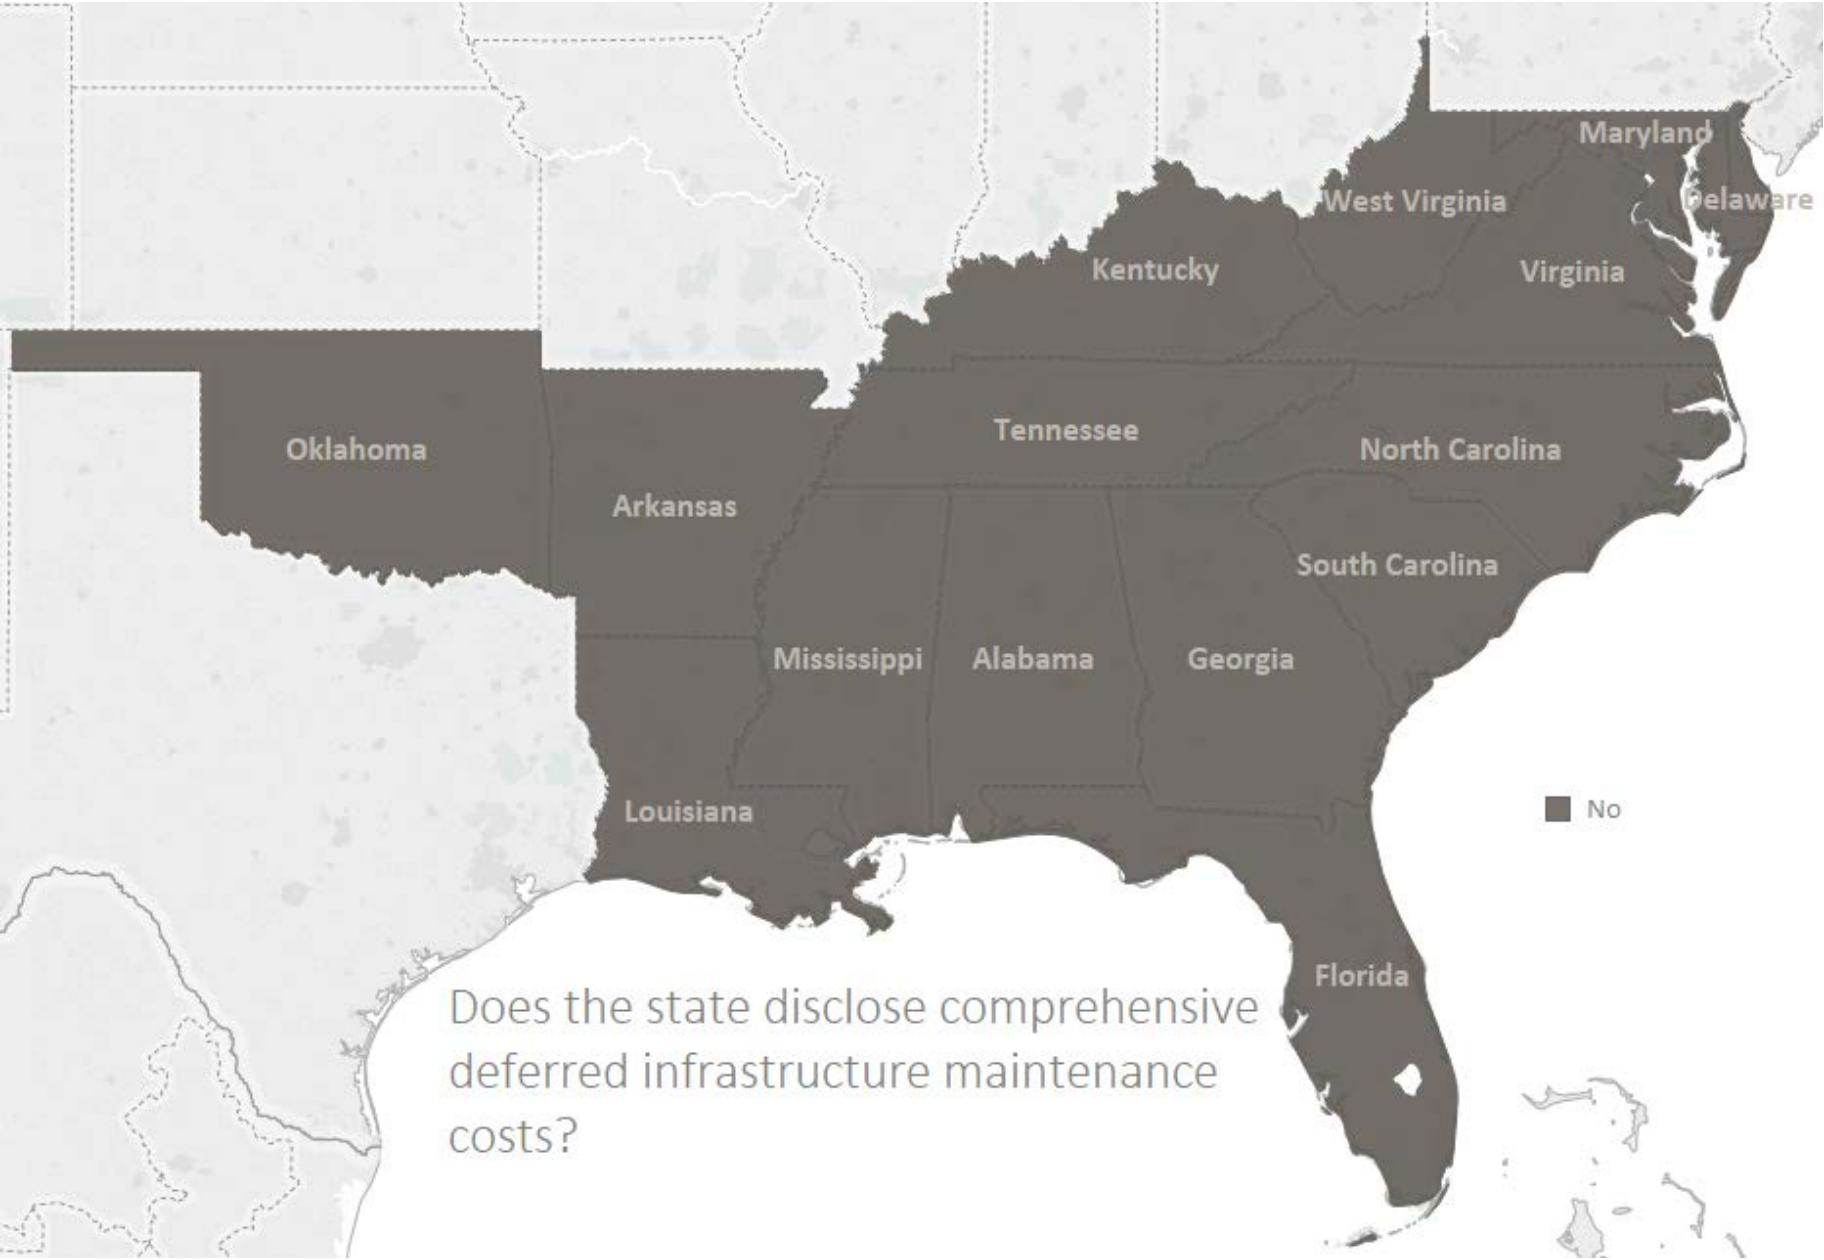 Maryland
West Virginia
Delaware
Kentucky
Virginia
Oklahoma
Tennessee
North Carolina
Arkansas
South Carolina
Mississippi
Alabama
Georgia
Louisiana
No
Florida
Does the state disclose comprehensive
deferred infrastructure maintenance
costs?